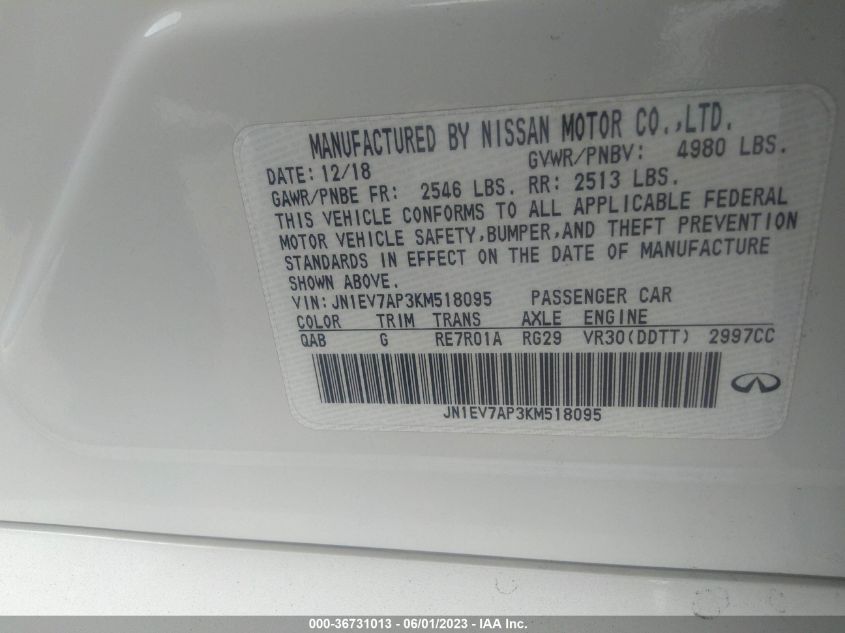 MANUFACTURED BY NISSAN MOTOR CO.,LTD.
DATE: 12/18 GVWR/PNBV: 4980 LBS.
GAWR/PNBE FR: 2546 LBS. RR: 2513 LBS.
THIS VEHICLE CONFORMS TO ALL APPLICABLE FEDERAL
MOTOR VEHICLE SAFETY,BUMPER,AND THEFT PREVENTION
STANDARDS IN EFFECT ON THE DATE OF MANUFACTURE
SHOWN ABOVE.
VIN: JN1EV7AP3KM518095 PASSENGER CAR
COLOR TRIM TRANS AXLE ENGINE
QAB G RE7R01A RG29 VR30(DDTT) 2997CC
JN1EV7AP3KM518095
000-36731013 - 06/01/2023 - IAA Inc.